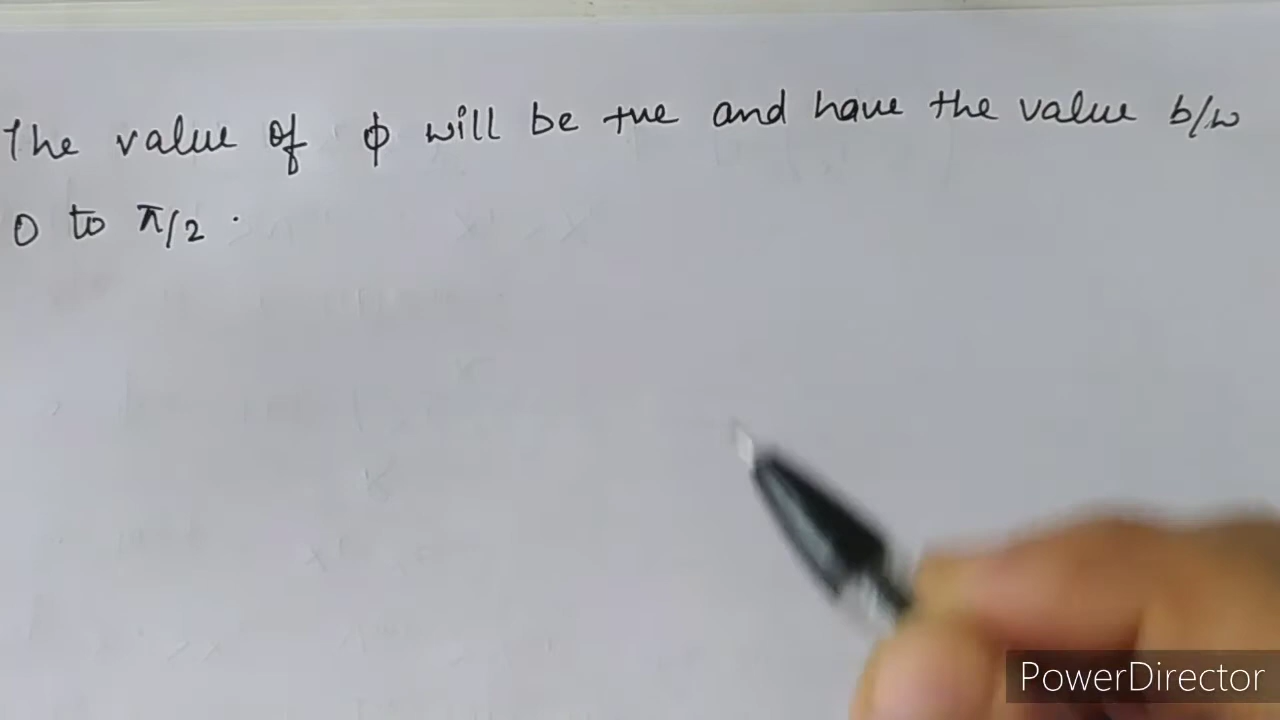 The value of ϕ will be +ve and have the value b/w
0 to π/2 .
PowerDirector